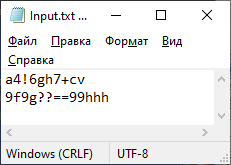 Input.txt ...
Файл Правка Формат Вид
Справка
a4!6gh7+cv
9f9g??==99hhh
Windows (CRLF) UTF-8